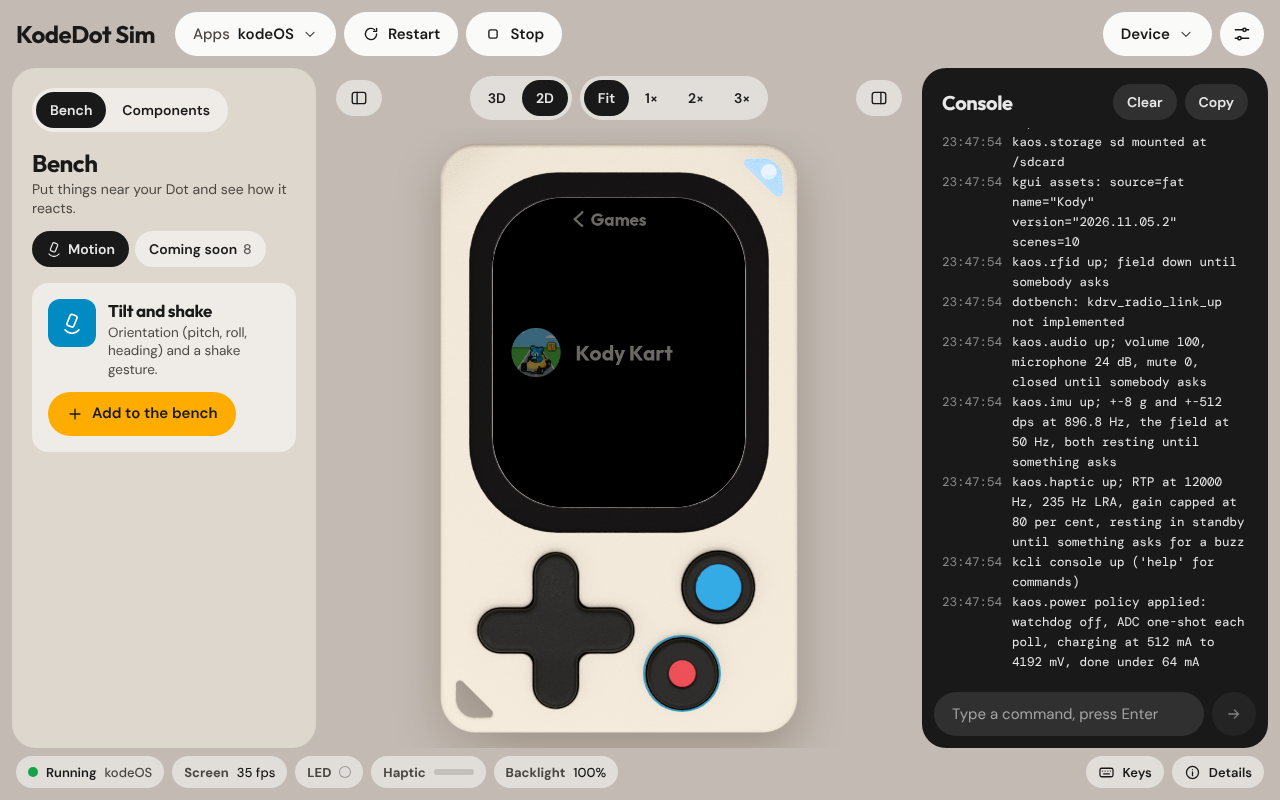 KodeDot Sim
Apps kodeOS
Restart
Stop
Device
Bench
Components
Bench
Put things near your Dot and see how it
reacts.
Motion
Coming soon 8
Tilt and shake
Orientation (pitch, roll,
heading) and a shake
gesture.
Add to the bench
3D
2D
Fit
1×
2×
3×
Games
Kody Kart
Console
Clear
Copy
23:47:54 kaos.storage sd mounted at
/sdcard
23:47:54 kgui assets: source=fat
name="Kody"
version="2026.11.05.2"
scenes=10
23:47:54 kaos.rfid up; field down until
somebody asks
23:47:54 dotbench: kdrv_radio_link_up
not implemented
23:47:54 kaos.audio up; volume 100,
microphone 24 dB, mute 0,
closed until somebody asks
23:47:54 kaos.imu up; +-8 g and +-512
dps at 896.8 Hz, the field at
50 Hz, both resting until
something asks
23:47:54 kaos.haptic up; RTP at 12000
Hz, 235 Hz LRA, gain capped at
80 per cent, resting in standby
until something asks for a buzz
23:47:54 kcli console up ('help' for
commands)
23:47:54 kaos.power policy applied:
watchdog off, ADC one-shot each
poll, charging at 512 mA to
4192 mV, done under 64 mA
Type a command, press Enter
Running kodeOS
Screen 35 fps
LED
Haptic
Backlight 100%
Keys
Details